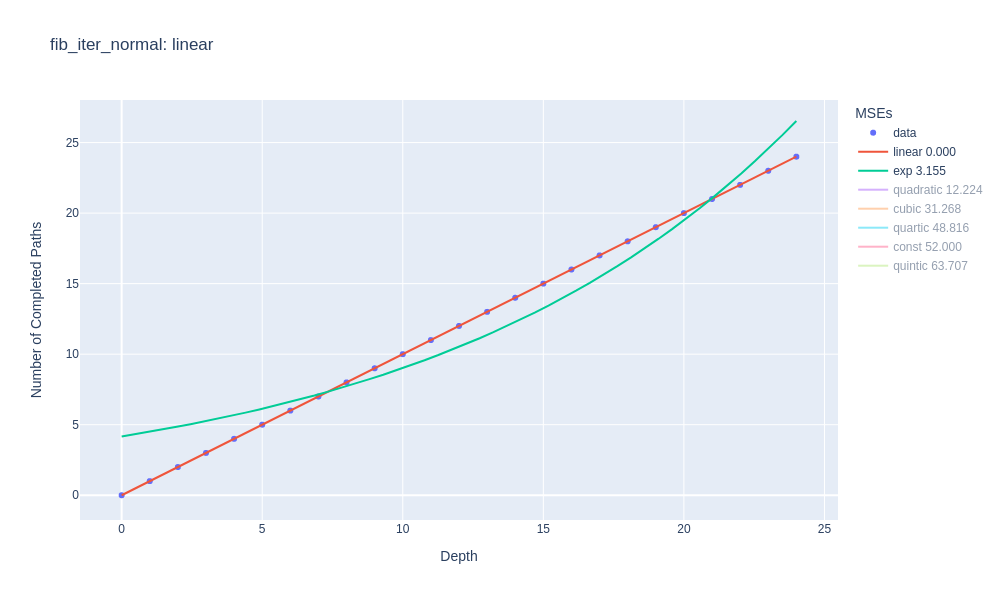 fib_iter_normal: linear
MSEs
data
linear 0.000
exp 3.155
quadratic 12.224
cubic 31.268
quartic 48.816
const 52.000
quintic 63.707
Number of Completed Paths
25
20
15
10
5
0
0 5 10 15 20 25
Depth